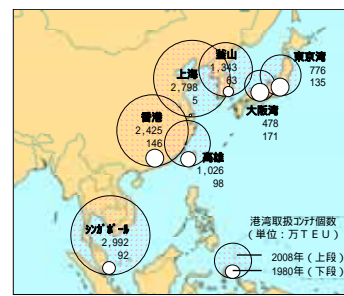 釜山
1,343
63
上海
2,798
5
東京湾
776
135
大阪湾
478
171
香港
2,425
146
高雄
1,026
98
シンガポール
2,992
92
港湾取扱コンテナ個数
(単位：万TEU)
2008年(上段)
1980年(下段)